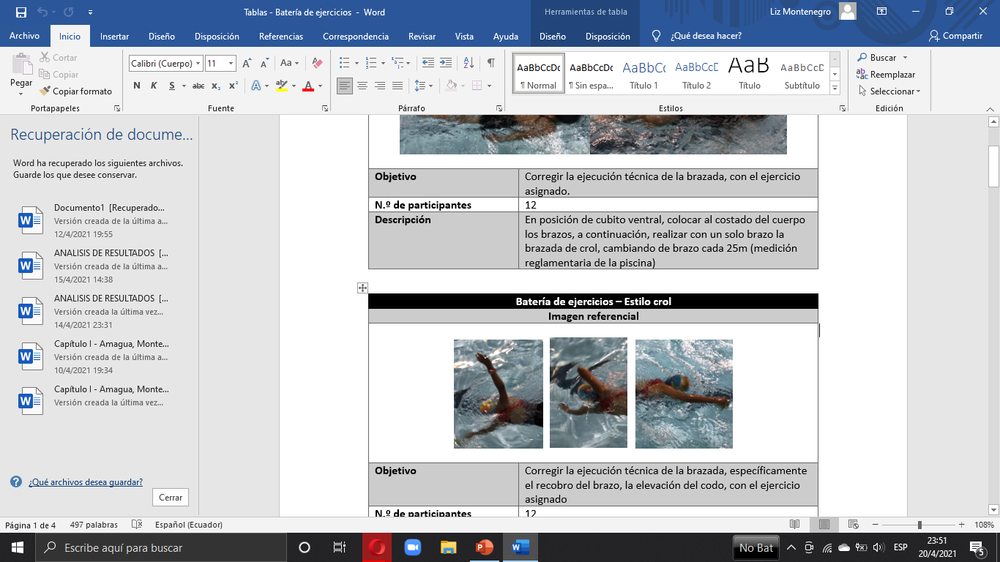 Tablas - Batería de ejercicios - Word
Herramientas de tabla
Liz Montenegro
Archivo Inicio Insertar Diseño Disposición Referencias Correspondencia Revisar Vista Ayuda Diseño Disposición ¿Qué desea hacer? Compartir
Pegar
Cortar
Copiar
Copiar formato
Portapapeles
Calibri (Cuerpo) 11
N K S abc x₂ x²
Fuente
Párrafo
AaBbCcDc AaBbCcDc AaBbCc AaBbCcD AaB AaBbCcD
¶ Normal ¶ Sin espa... Título 1 Título 2 Título Subtítulo
Estilos
Buscar
Reemplazar
Seleccionar
Edición
Recuperación de docume...
Word ha recuperado los siguientes archivos.
Guarde los que desee conservar.
Documento1 [Recuperado...
Versión creada de la última a...
12/4/2021 19:55
ANALISIS DE RESULTADOS [...
Versión creada de la última a...
15/4/2021 14:38
ANALISIS DE RESULTADOS [...
Versión creada la última vez...
14/4/2021 23:31
Capítulo I - Amagua, Monte...
Versión creada de la última a...
10/4/2021 19:34
Capítulo I - Amagua, Monte...
Versión creada la última vez...
¿Qué archivos desea guardar?
Cerrar
Objetivo Corregir la ejecución técnica de la brazada, con el ejercicio
asignado.
N.º de participantes 12
Descripción En posición de cubito ventral, colocar al costado del cuerpo
los brazos, a continuación, realizar con un solo brazo la
brazada de crol, cambiando de brazo cada 25m (medición
reglamentaria de la piscina)
Batería de ejercicios – Estilo crol
Imagen referencial
Objetivo Corregir la ejecución técnica de la brazada, específicamente
el recobro del brazo, la elevación del codo, con el ejercicio
asignado
N.º de participantes 12
Página 1 de 4 497 palabras Español (Ecuador) 108%
Escribe aquí para buscar
No Bat
ESP
23:51
20/4/2021
5